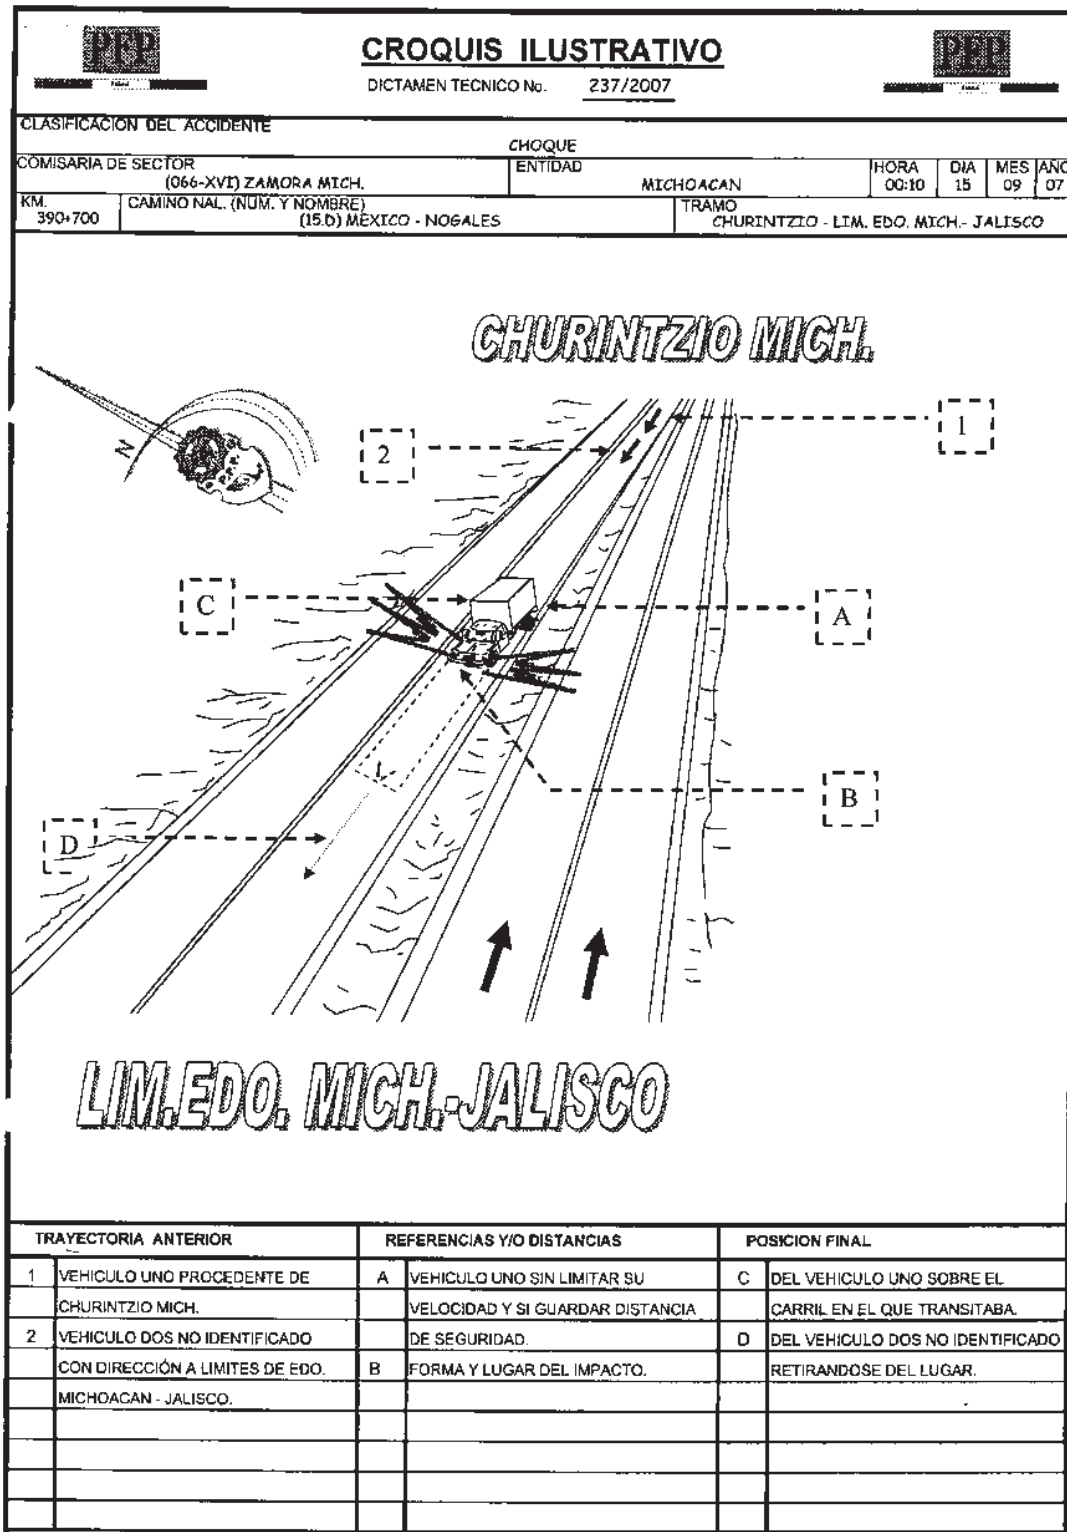 PFP
CROQUIS ILUSTRATIVO
PFP
DICTAMEN TECNICO No. 237/2007
CLASIFICACION DEL ACCIDENTE
CHOQUE
COMISARIA DE SECTOR
(066-XVI) ZAMORA MICH.
ENTIDAD
MICHOACAN
HORA
00:10
DIA
15
MES
09
AÑO
07
KM.
390+700
CAMINO NAL. (NUM. Y NOMBRE)
(15.D) MEXICO - NOGALES
TRAMO
CHURINTZIO - LIM. EDO. MICH.- JALISCO
CHURINTZIO MICH.
N
2
1
C
A
B
D
LIM.EDO. MICH.-JALISCO
TRAYECTORIA ANTERIOR
1 VEHICULO UNO PROCEDENTE DE
CHURINTZIO MICH.
2 VEHICULO DOS NO IDENTIFICADO
CON DIRECCIÓN A LIMITES DE EDO.
MICHOACAN - JALISCO.
REFERENCIAS Y/O DISTANCIAS
A VEHICULO UNO SIN LIMITAR SU
VELOCIDAD Y SI GUARDAR DISTANCIA
DE SEGURIDAD.
B FORMA Y LUGAR DEL IMPACTO.
POSICION FINAL
C DEL VEHICULO UNO SOBRE EL
CARRIL EN EL QUE TRANSITABA.
D DEL VEHICULO DOS NO IDENTIFICADO
RETIRANDOSE DEL LUGAR.